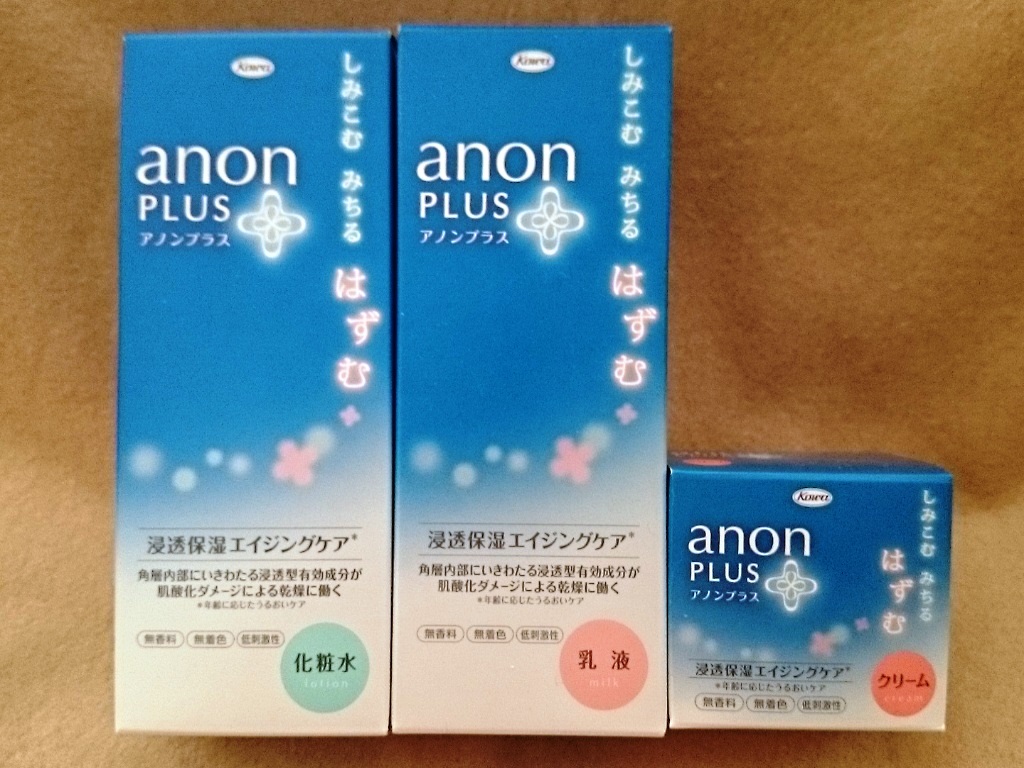 Kowa
しみこむ みちる はずむ
anon
PLUS
アノンプラス
浸透保湿エイジングケア*
角層内部にいきわたる浸透型有効成分が
肌酸化ダメージによる乾燥に働く
*年齢に応じたうるおいケア
無香料 無着色 低刺激性
化粧水
lotion
Kowa
しみこむ みちる はずむ
anon
PLUS
アノンプラス
浸透保湿エイジングケア*
角層内部にいきわたる浸透型有効成分が
肌酸化ダメージによる乾燥に働く
*年齢に応じたうるおいケア
無香料 無着色 低刺激性
乳液
milk
Kowa
しみこむ みちる はずむ
anon
PLUS
アノンプラス
浸透保湿エイジングケア*
*年齢に応じたうるおいケア
無香料 無着色 低刺激性
クリーム
cream